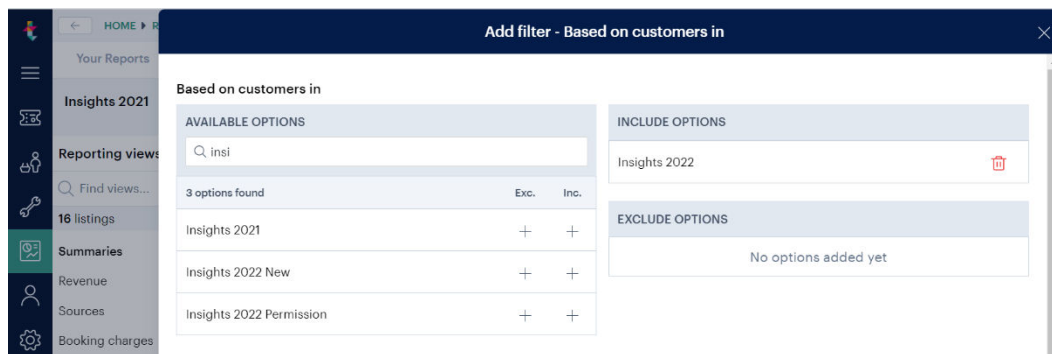 HOME R
Add filter - Based on customers in
Your Reports
Insights 2021
Based on customers in
AVAILABLE OPTIONS
insi
3 options found Exc. Inc.
Insights 2021
Insights 2022 New
Insights 2022 Permission
INCLUDE OPTIONS
Insights 2022
EXCLUDE OPTIONS
No options added yet
Reporting views
Find views...
16 listings
Summaries
Revenue
Sources
Booking charges